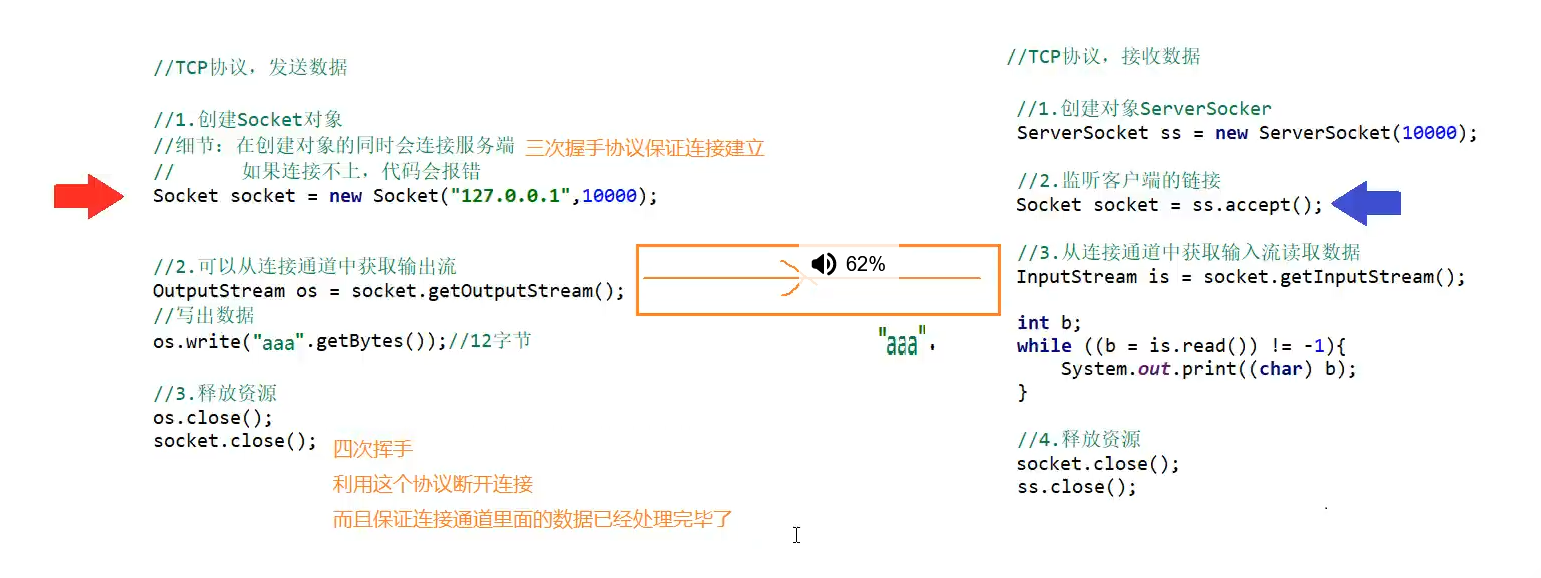 //TCP协议，发送数据
//1.创建Socket对象
//细节：在创建对象的同时会连接服务端 三次握手协议保证连接建立
//      如果连接不上，代码会报错
Socket socket = new Socket("127.0.0.1",10000);
//2.可以从连接通道中获取输出流
OutputStream os = socket.getOutputStream();
//写出数据
os.write("aaa".getBytes());//12字节
//3.释放资源
os.close();
socket.close();
四次挥手
利用这个协议断开连接
而且保证连接通道里面的数据已经处理完毕了
62%
"aaa".
//TCP协议，接收数据
//1.创建对象ServerSocker
ServerSocket ss = new ServerSocket(10000);
//2.监听客户端的链接
Socket socket = ss.accept();
//3.从连接通道中获取输入流读取数据
InputStream is = socket.getInputStream();
int b;
while ((b = is.read()) != -1){
    System.out.print((char) b);
}
//4.释放资源
socket.close();
ss.close();